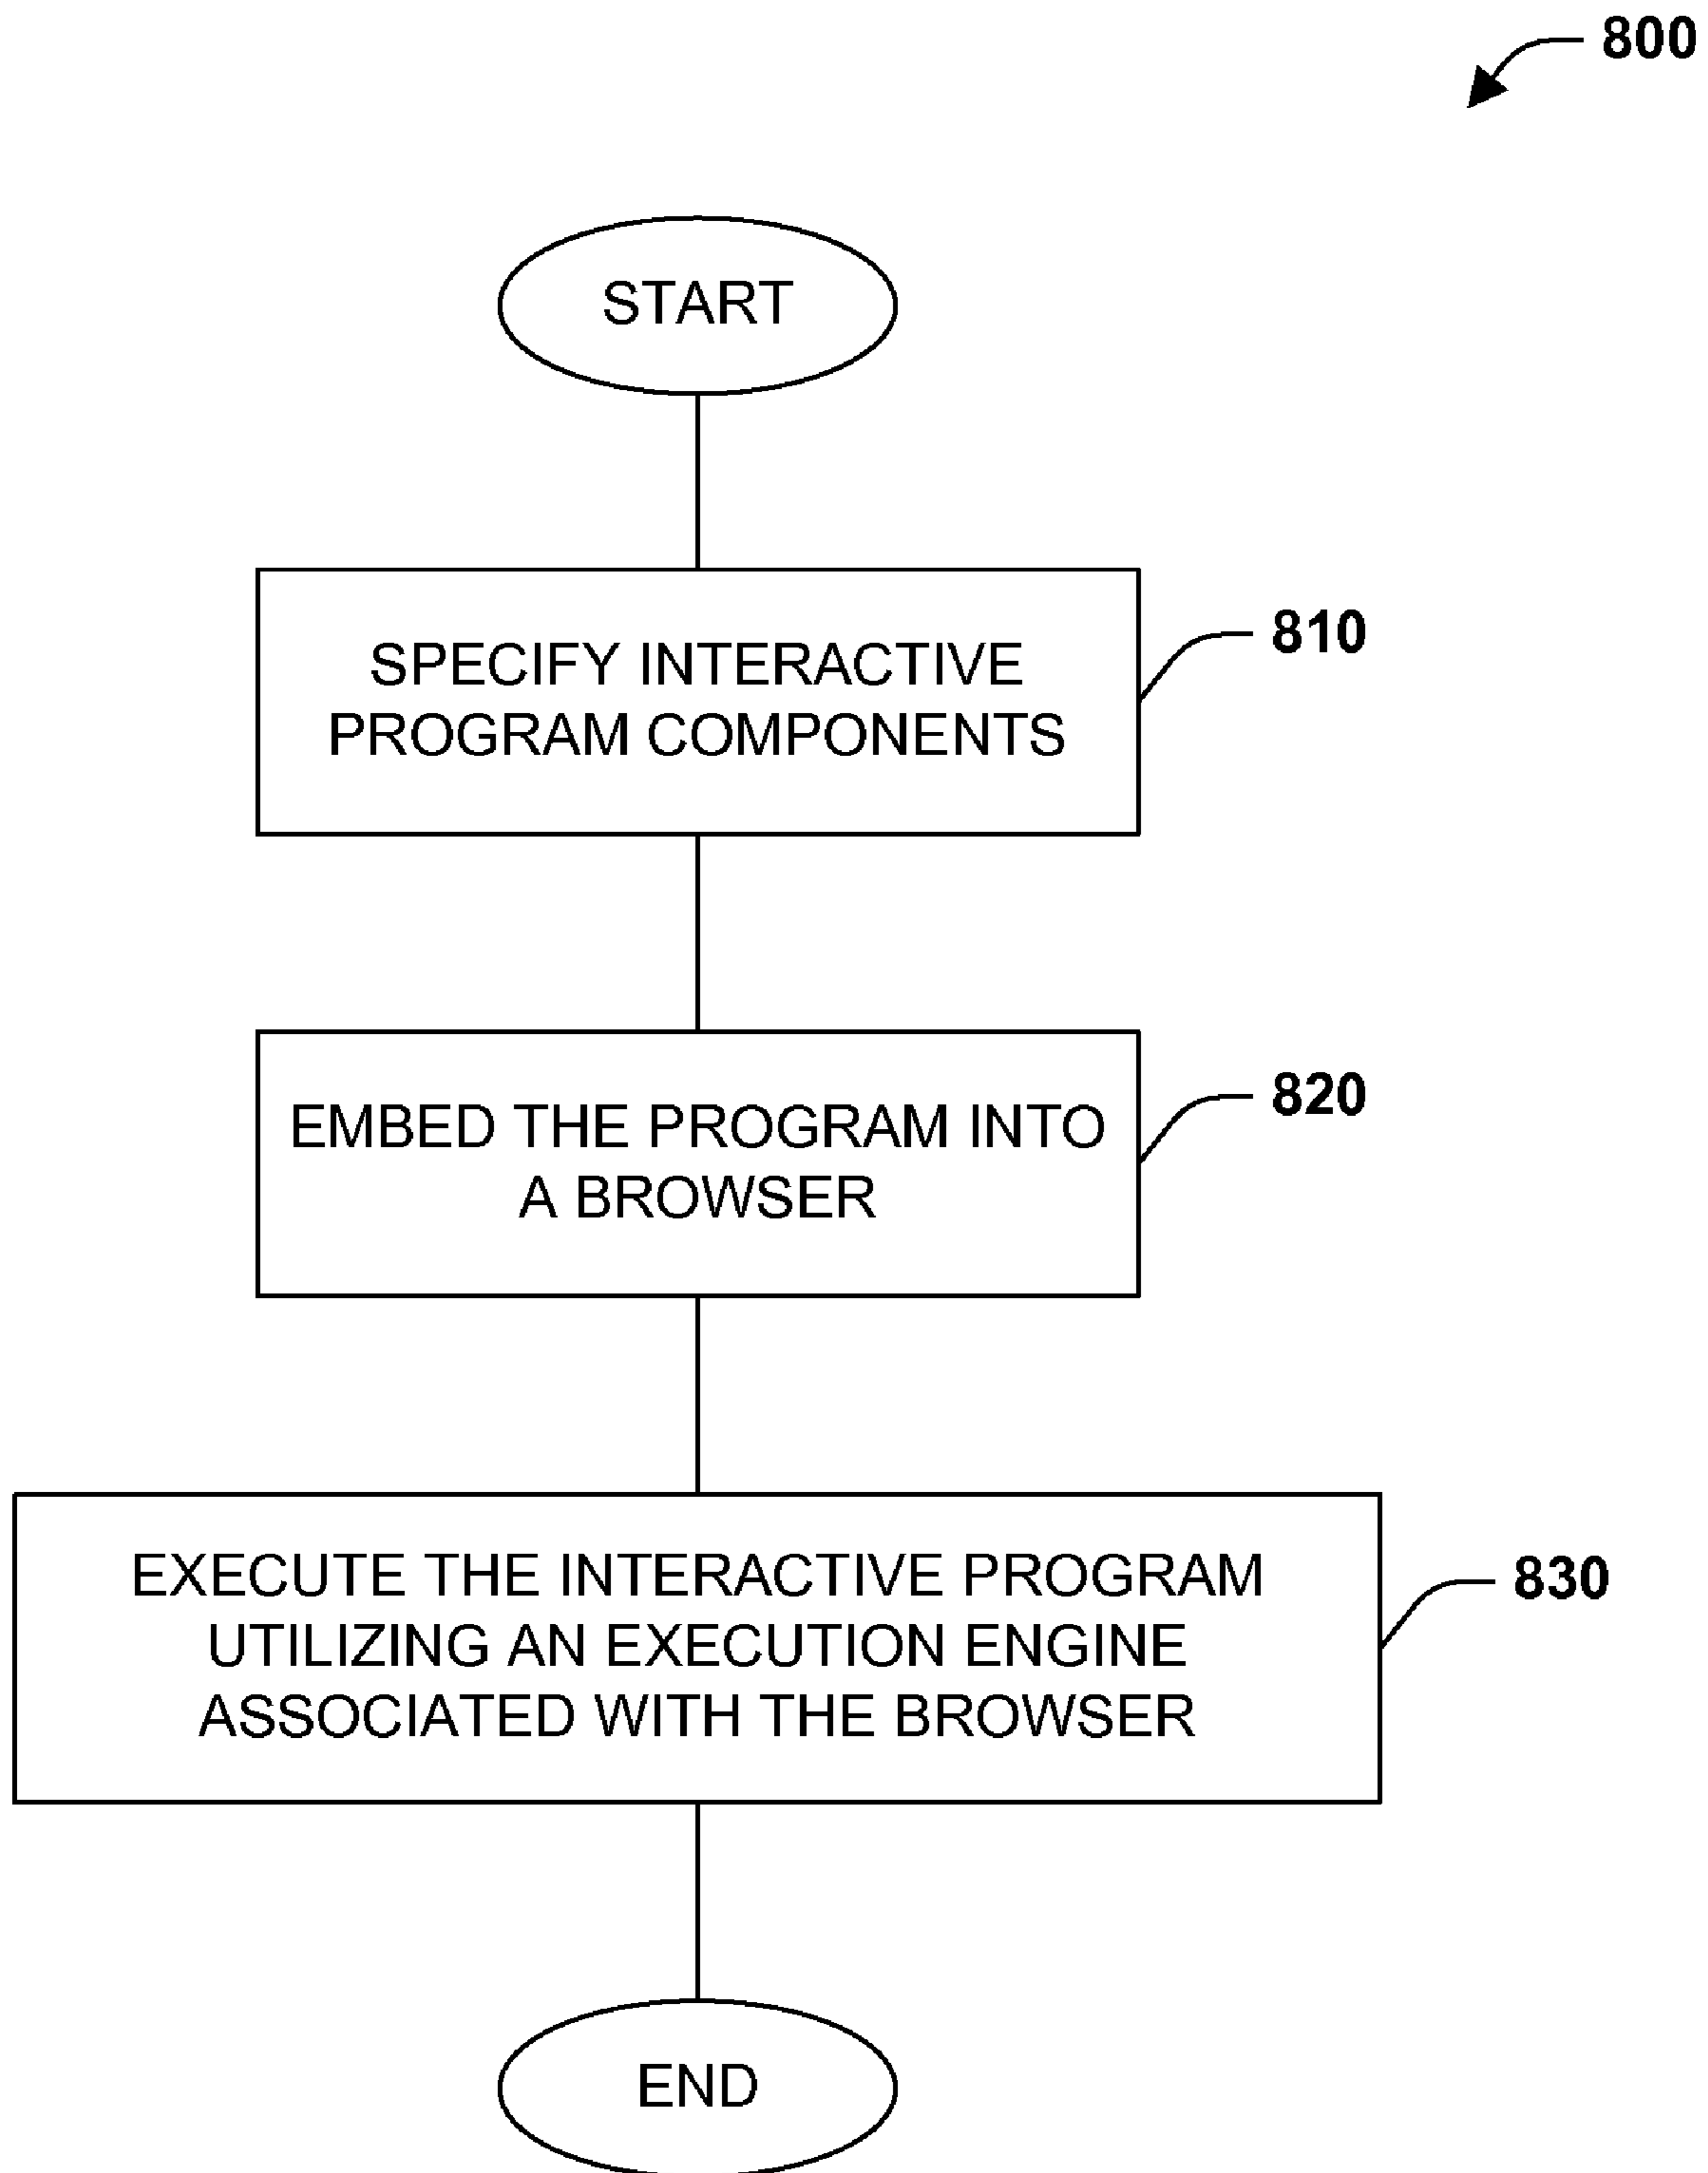 800
START
SPECIFY INTERACTIVE
PROGRAM COMPONENTS
810
EMBED THE PROGRAM INTO
A BROWSER
820
EXECUTE THE INTERACTIVE PROGRAM
UTILIZING AN EXECUTION ENGINE
ASSOCIATED WITH THE BROWSER
830
END